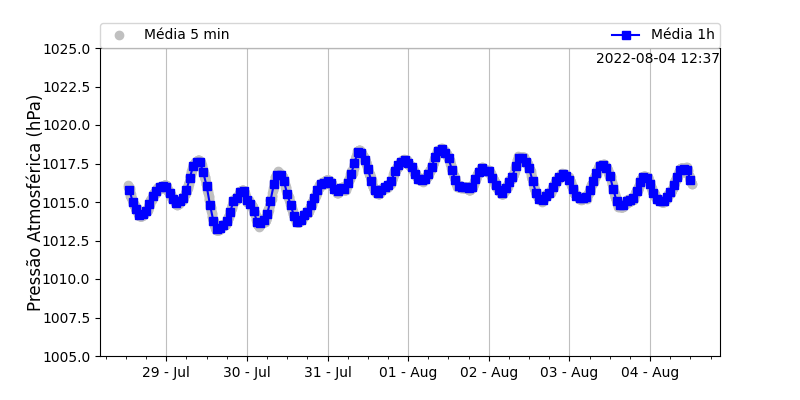 Média 5 min
Média 1h
2022-08-04 12:37
Pressão Atmosférica (hPa)
1025.0
1022.5
1020.0
1017.5
1015.0
1012.5
1010.0
1007.5
1005.0
29 - Jul
30 - Jul
31 - Jul
01 - Aug
02 - Aug
03 - Aug
04 - Aug